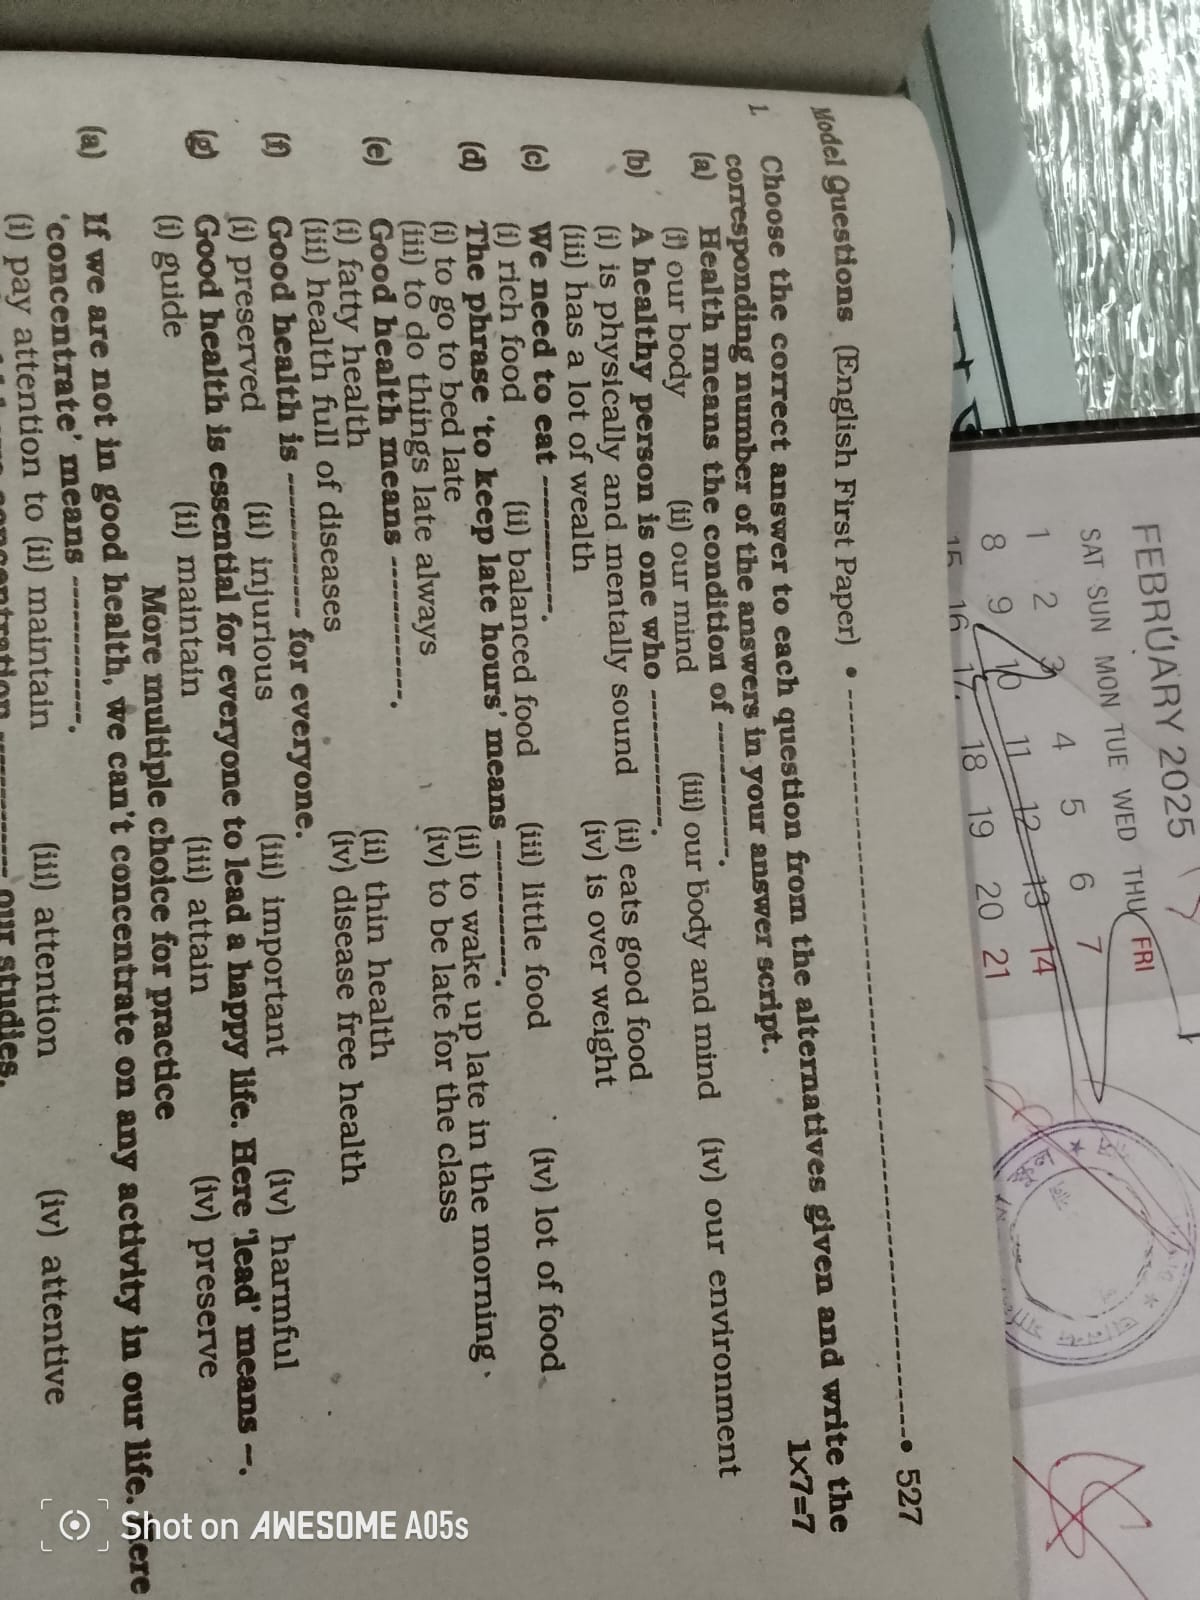 FEBRUARY 2025
SAT SUN MON TUE WED THU FRI
1 2 3 4 5 6 7
8 9 10 11 12 13 14
15 16 17 18 19 20 21
Model Questions (English First Paper) • ------------ • 527
1. Choose the correct answer to each question from the alternatives given and write the
corresponding number of the answers in your answer script. 1×7=7
(a) Health means the condition of -----------.
(i) our body (ii) our mind (iii) our body and mind (iv) our environment
(b) A healthy person is one who -----------.
(i) is physically and mentally sound (ii) eats good food
(iii) has a lot of wealth (iv) is over weight
(c) We need to eat -----------.
(i) rich food (ii) balanced food (iii) little food (iv) lot of food
(d) The phrase 'to keep late hours' means -----------.
(i) to go to bed late (ii) to wake up late in the morning
(iii) to do things late always (iv) to be late for the class
(e) Good health means -----------.
(i) fatty health (ii) thin health
(iii) health full of diseases (iv) disease free health
(f) Good health is ----------- for everyone.
(i) preserved (ii) injurious (iii) important (iv) harmful
(g) Good health is essential for everyone to lead a happy life. Here 'lead' means --.
(i) guide (ii) maintain (iii) attain (iv) preserve
More multiple choice for practice
(a) If we are not in good health, we can't concentrate on any activity in our life. Here
'concentrate' means -----------.
(i) pay attention to (ii) maintain (iii) attention (iv) attentive
concentration ----------- our studies.
Shot on AWESOME A05s